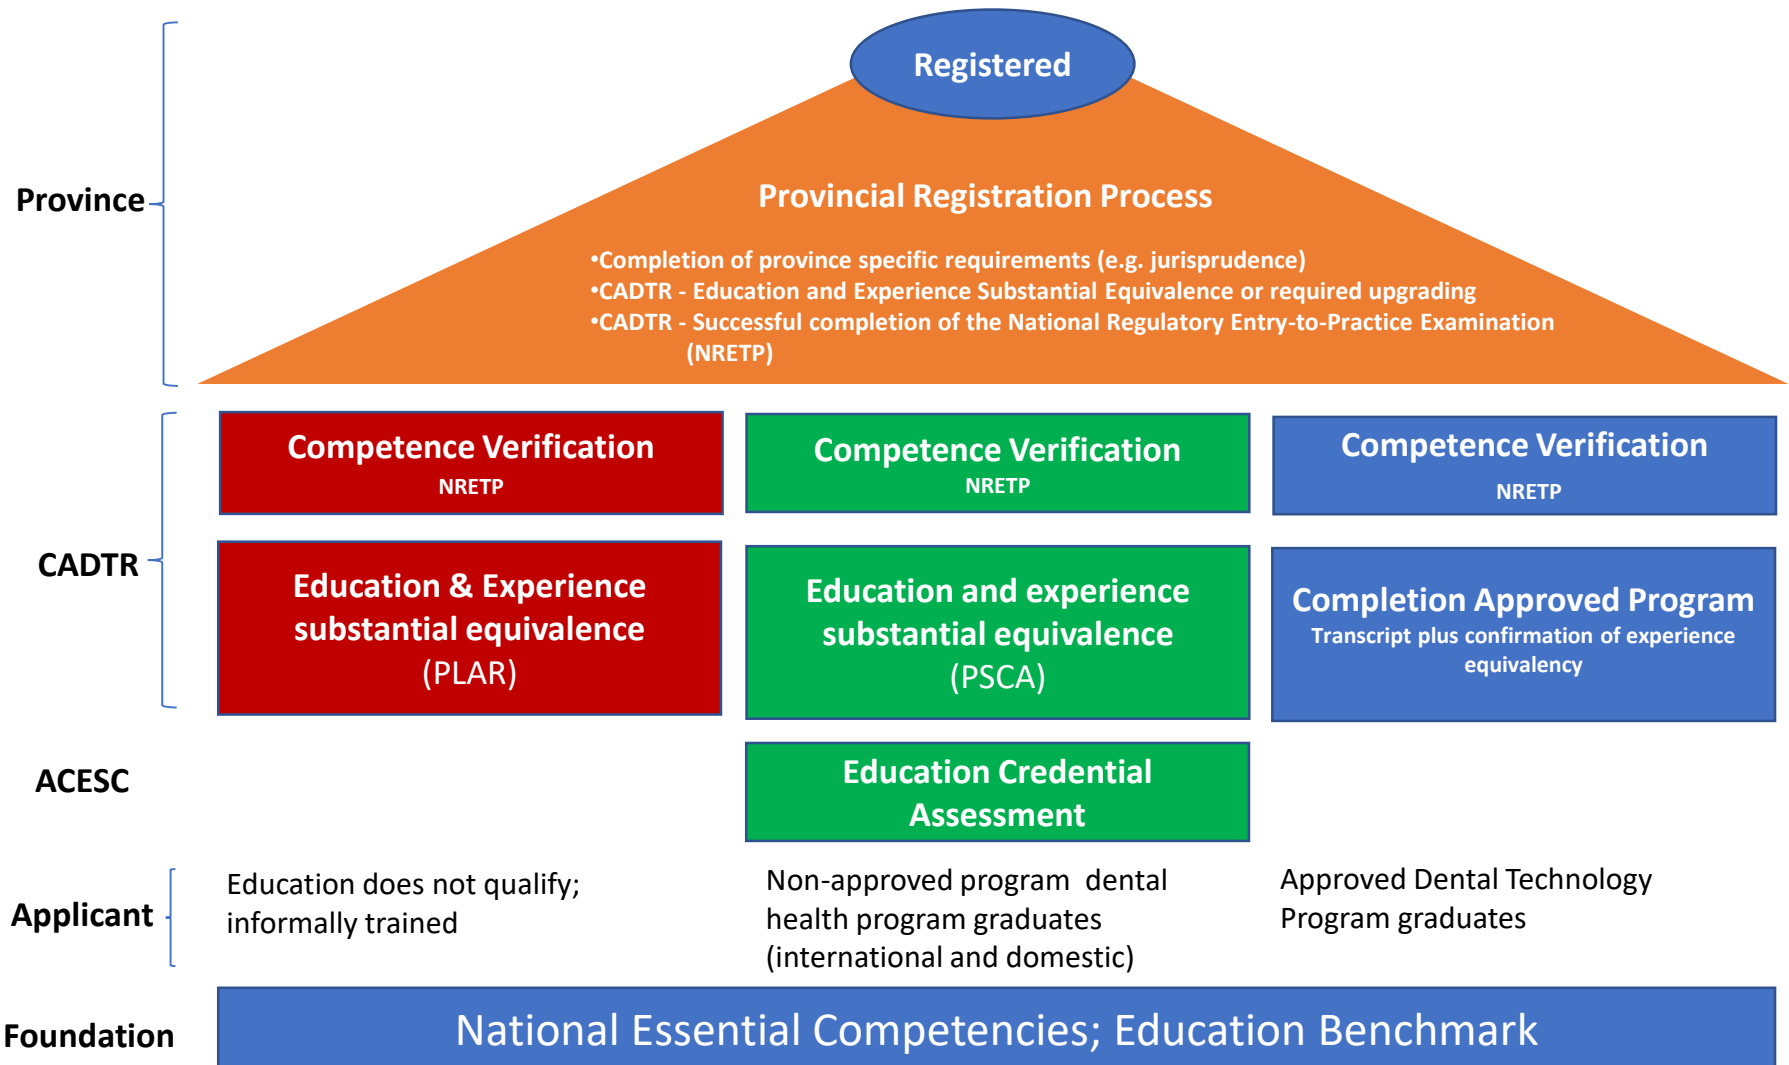 Registered
Province
Provincial Registration Process
•Completion of province specific requirements (e.g. jurisprudence)
•CADTR - Education and Experience Substantial Equivalence or required upgrading
•CADTR - Successful completion of the National Regulatory Entry-to-Practice Examination
(NRETP)
CADTR
Competence Verification
NRETP
Competence Verification
NRETP
Competence Verification
NRETP
Education & Experience
substantial equivalence
(PLAR)
Education and experience
substantial equivalence
(PSCA)
Completion Approved Program
Transcript plus confirmation of experience
equivalency
ACESC
Education Credential
Assessment
Applicant
Education does not qualify;
informally trained
Non-approved program  dental
health program graduates
(international and domestic)
Approved Dental Technology
Program graduates
Foundation
National Essential Competencies; Education Benchmark